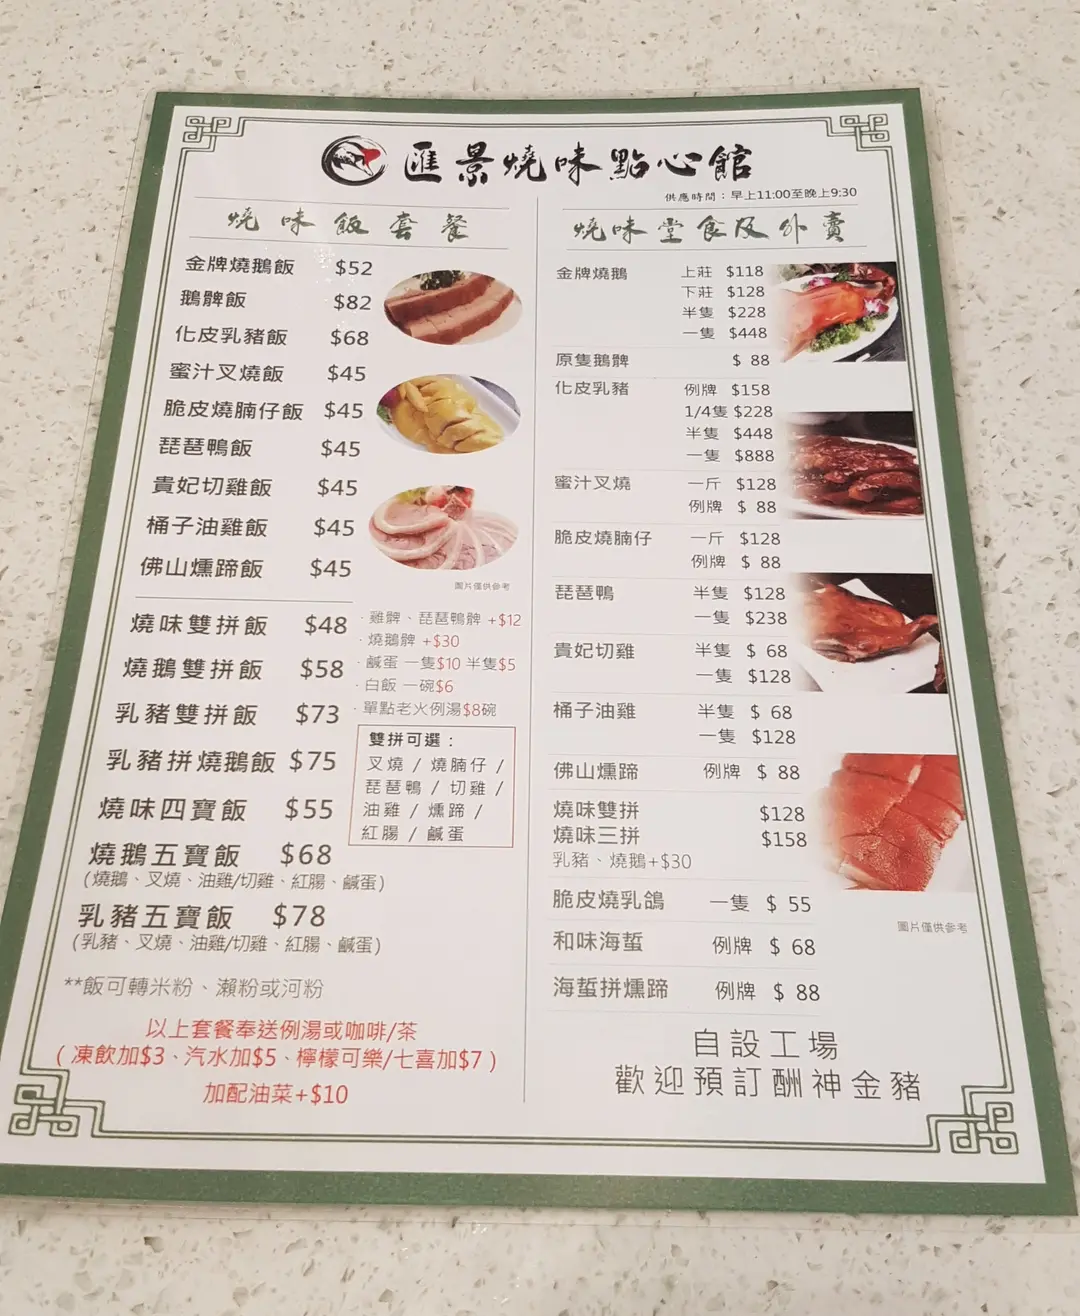 匯景燒味點心館
供應時間：早上11:00至晚上9:30
燒味飯套餐
金牌燒鵝飯 $52
鵝髀飯 $82
化皮乳豬飯 $68
蜜汁叉燒飯 $45
脆皮燒腩仔飯 $45
琵琶鴨飯 $45
貴妃切雞飯 $45
桶子油雞飯 $45
佛山燻蹄飯 $45
圖片僅供參考
燒味雙拼飯 $48
燒鵝雙拼飯 $58
乳豬雙拼飯 $73
乳豬拼燒鵝飯 $75
燒味四寶飯 $55
燒鵝五寶飯 $68
(燒鵝、叉燒、油雞/切雞、紅腸、鹹蛋)
乳豬五寶飯 $78
(乳豬、叉燒、油雞/切雞、紅腸、鹹蛋)
· 雞髀、琵琶鴨髀 +$12
· 燒鵝髀 +$30
· 鹹蛋 一隻$10 半隻$5
· 白飯 一碗$6
· 單點老火例湯$8碗
雙拼可選：
叉燒 / 燒腩仔 /
琵琶鴨 / 切雞 /
油雞 / 燻蹄 /
紅腸 / 鹹蛋
**飯可轉米粉、瀨粉或河粉
以上套餐奉送例湯或咖啡/茶
( 凍飲加$3、汽水加$5、檸檬可樂/七喜加$7 )
加配油菜+$10
燒味堂食及外賣
金牌燒鵝 上莊 $118
下莊 $128
半隻 $228
一隻 $448
原隻鵝髀 $ 88
化皮乳豬 例牌 $158
1/4隻 $228
半隻 $448
一隻 $888
蜜汁叉燒 一斤 $128
例牌 $ 88
脆皮燒腩仔 一斤 $128
例牌 $ 88
琵琶鴨 半隻 $128
一隻 $238
貴妃切雞 半隻 $ 68
一隻 $128
桶子油雞 半隻 $ 68
一隻 $128
佛山燻蹄 例牌 $ 88
燒味雙拼 $128
燒味三拼 $158
乳豬、燒鵝+$30
脆皮燒乳鴿 一隻 $ 55
和味海蜇 例牌 $ 68
海蜇拼燻蹄 例牌 $ 88
圖片僅供參考
自設工場
歡迎預訂酬神金豬